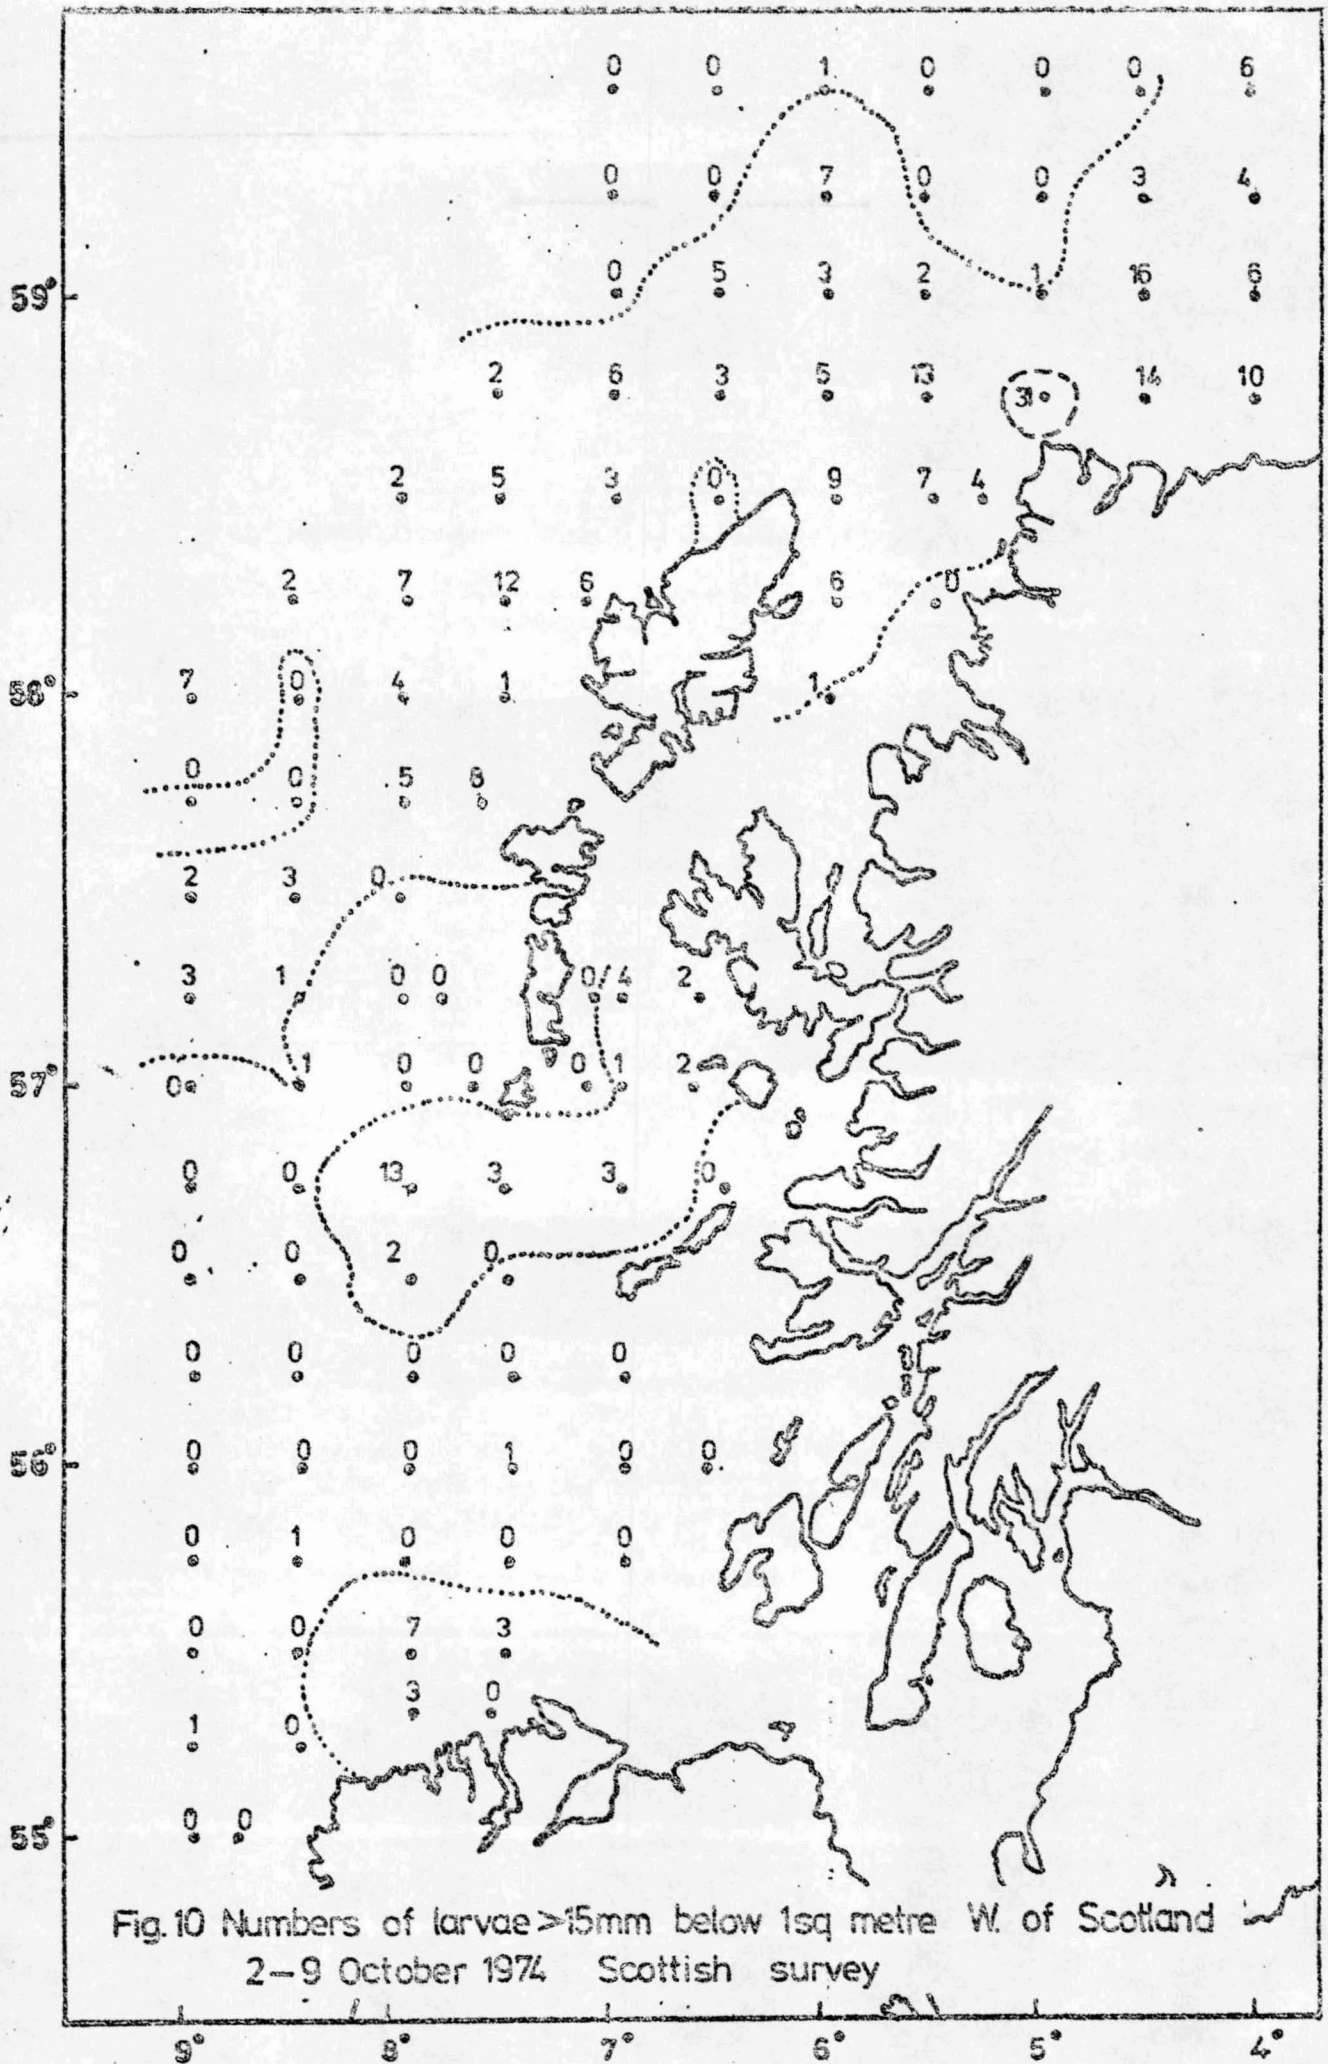 0 0 1 0 0 0 6
0 0 7 0 0 3 4
59° 0 5 3 2 1 16 6
2 6 3 5 13 31 14 10
2 5 3 0 9 7 4
2 7 12 6 6 0
58° 7 0 4 1 1
0 0 5 8
2 3 0
3 1 0 0 0/4 2
57° 0 1 0 0 0 1 2
0 0 13 3 3 0
0 0 2 0
0 0 0 0 0
56° 0 0 0 1 0 0
0 1 0 0 0
0 0 7 3
3 0
1 0
55° 0 0
Fig. 10 Numbers of larvae >15mm below 1sq metre W. of Scotland
2–9 October 1974 Scottish survey
9° 8° 7° 6° 5° 4°